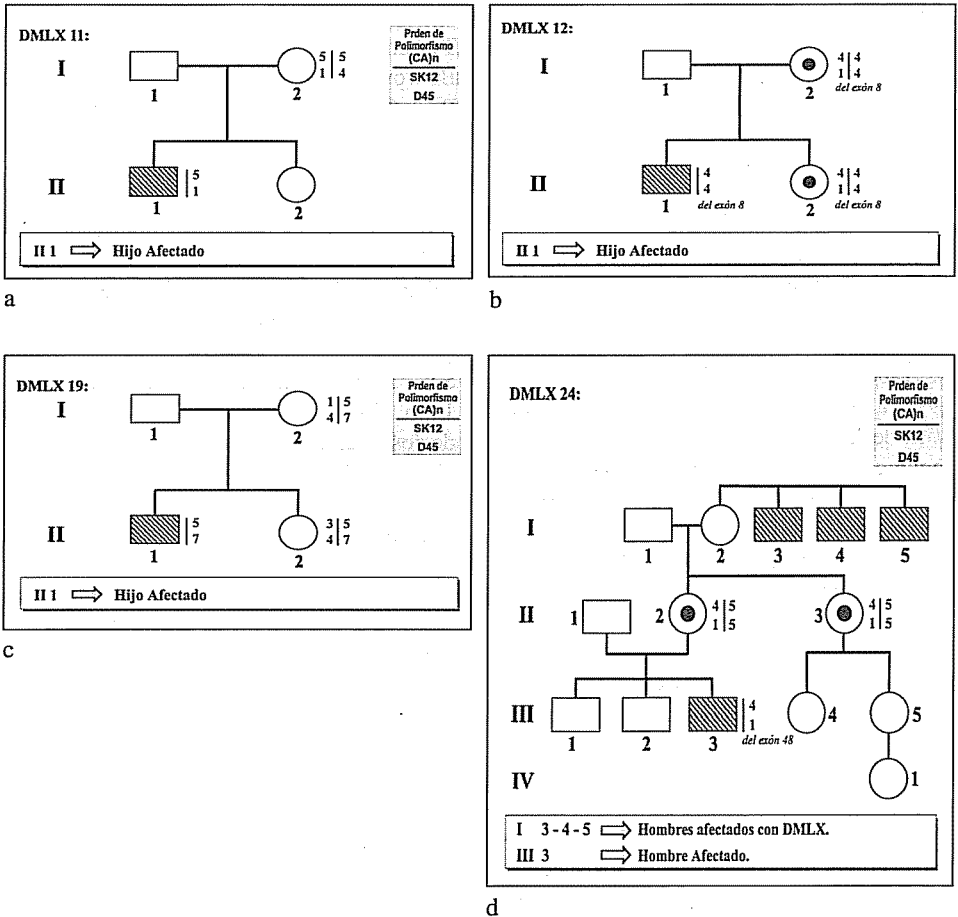 DMLX 11:
Prden de
Polimorfismo
(CA)n
SK12
D45
I
5 | 5
1 | 4
1
2
II
5
1
1
2
II 1 ⇨ Hijo Afectado
a
DMLX 12:
I
4 | 4
1 | 4
del exón 8
1
2
II
4
4
del exón 8
4 | 4
1 | 4
del exón 8
1
2
II 1 ⇨ Hijo Afectado
b
DMLX 19:
Prden de
Polimorfismo
(CA)n
SK12
D45
I
1 | 5
4 | 7
1
2
II
5
7
3 | 5
4 | 7
1
2
II 1 ⇨ Hijo Afectado
c
DMLX 24:
Prden de
Polimorfismo
(CA)n
SK12
D45
I
1
2
3
4
5
II
1
2
4 | 5
1 | 5
3
4 | 5
1 | 5
III
4
1
del exón 48
1
2
3
4
5
IV
1
I 3 - 4 - 5 ⇨ Hombres afectados con DMLX.
III 3 ⇨ Hombre Afectado.
d